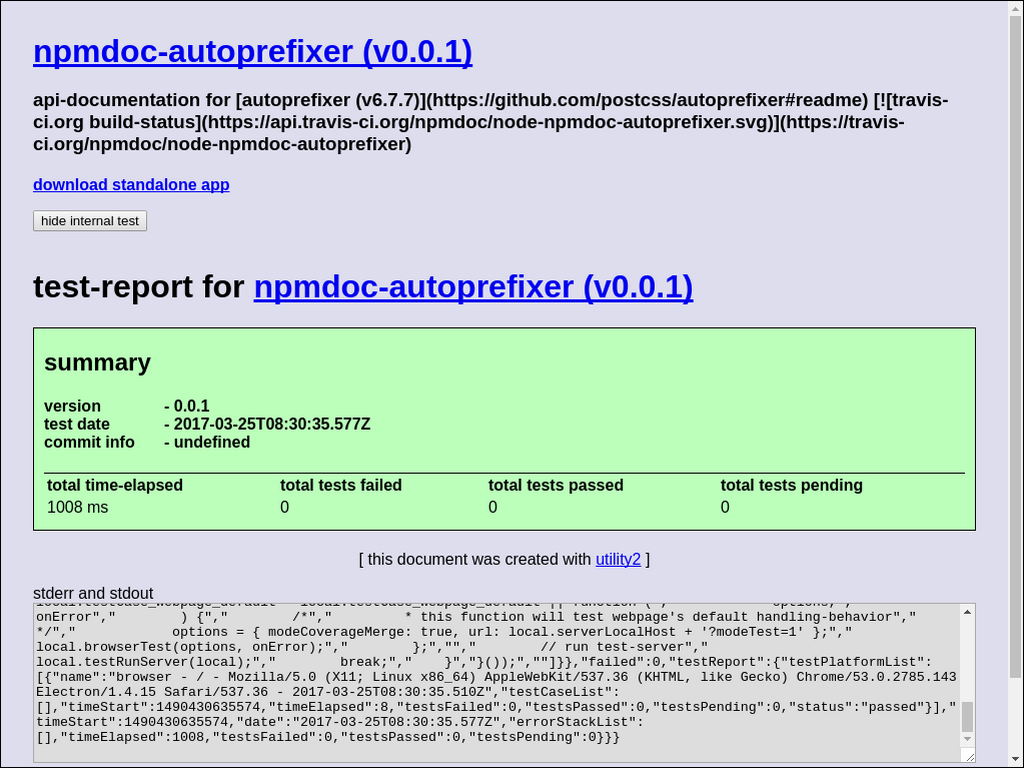 npmdoc-autoprefixer (v0.0.1)
api-documentation for [autoprefixer (v6.7.7)](https://github.com/postcss/autoprefixer#readme) [![travis-
ci.org build-status](https://api.travis-ci.org/npmdoc/node-npmdoc-autoprefixer.svg)](https://travis-
ci.org/npmdoc/node-npmdoc-autoprefixer)
download standalone app
hide internal test
test-report for npmdoc-autoprefixer (v0.0.1)
summary
version - 0.0.1
test date - 2017-03-25T08:30:35.577Z
commit info - undefined
total time-elapsed total tests failed total tests passed total tests pending
1008 ms 0 0 0
[ this document was created with utility2 ]
stderr and stdout
onError","        ) {","        /*","         * this function will test webpage's default handling-behavior","
*/","            options = { modeCoverageMerge: true, url: local.serverLocalHost + '?modeTest=1' };","
local.browserTest(options, onError);","        };","","        // run test-server","
local.testRunServer(local);","        break;","    }","}());",""]}},"failed":0,"testReport":{"testPlatformList":
[{"name":"browser - / - Mozilla/5.0 (X11; Linux x86_64) AppleWebKit/537.36 (KHTML, like Gecko) Chrome/53.0.2785.143
Electron/1.4.15 Safari/537.36 - 2017-03-25T08:30:35.510Z","testCaseList":
[],"timeStart":1490430635574,"timeElapsed":8,"testsFailed":0,"testsPassed":0,"testsPending":0,"status":"passed"}],"
timeStart":1490430635574,"date":"2017-03-25T08:30:35.577Z","errorStackList":
[],"timeElapsed":1008,"testsFailed":0,"testsPassed":0,"testsPending":0}}}